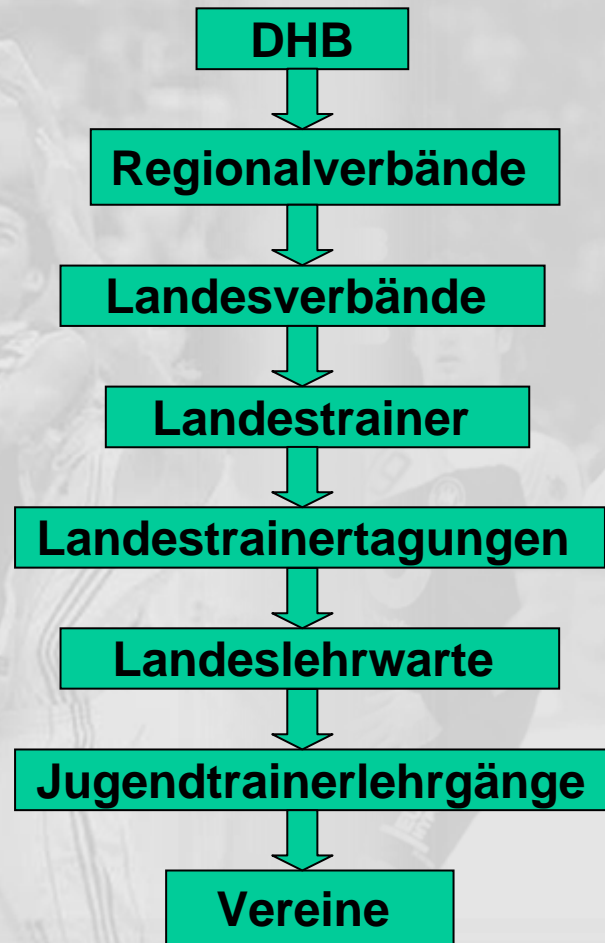 DHB
Regionalverbände
Landesverbände
Landestrainer
Landestrainertagungen
Landeslehrwarte
Jugendtrainerlehrgänge
Vereine